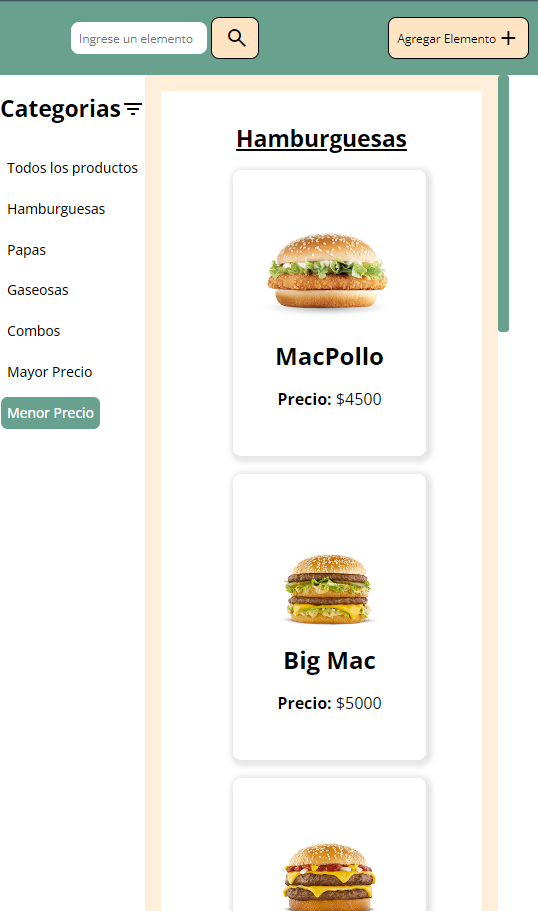 Ingrese un elemento
Agregar Elemento
Categorias
Todos los productos
Hamburguesas
Papas
Gaseosas
Combos
Mayor Precio
Menor Precio
Hamburguesas
MacPollo
Precio: $4500
Big Mac
Precio: $5000